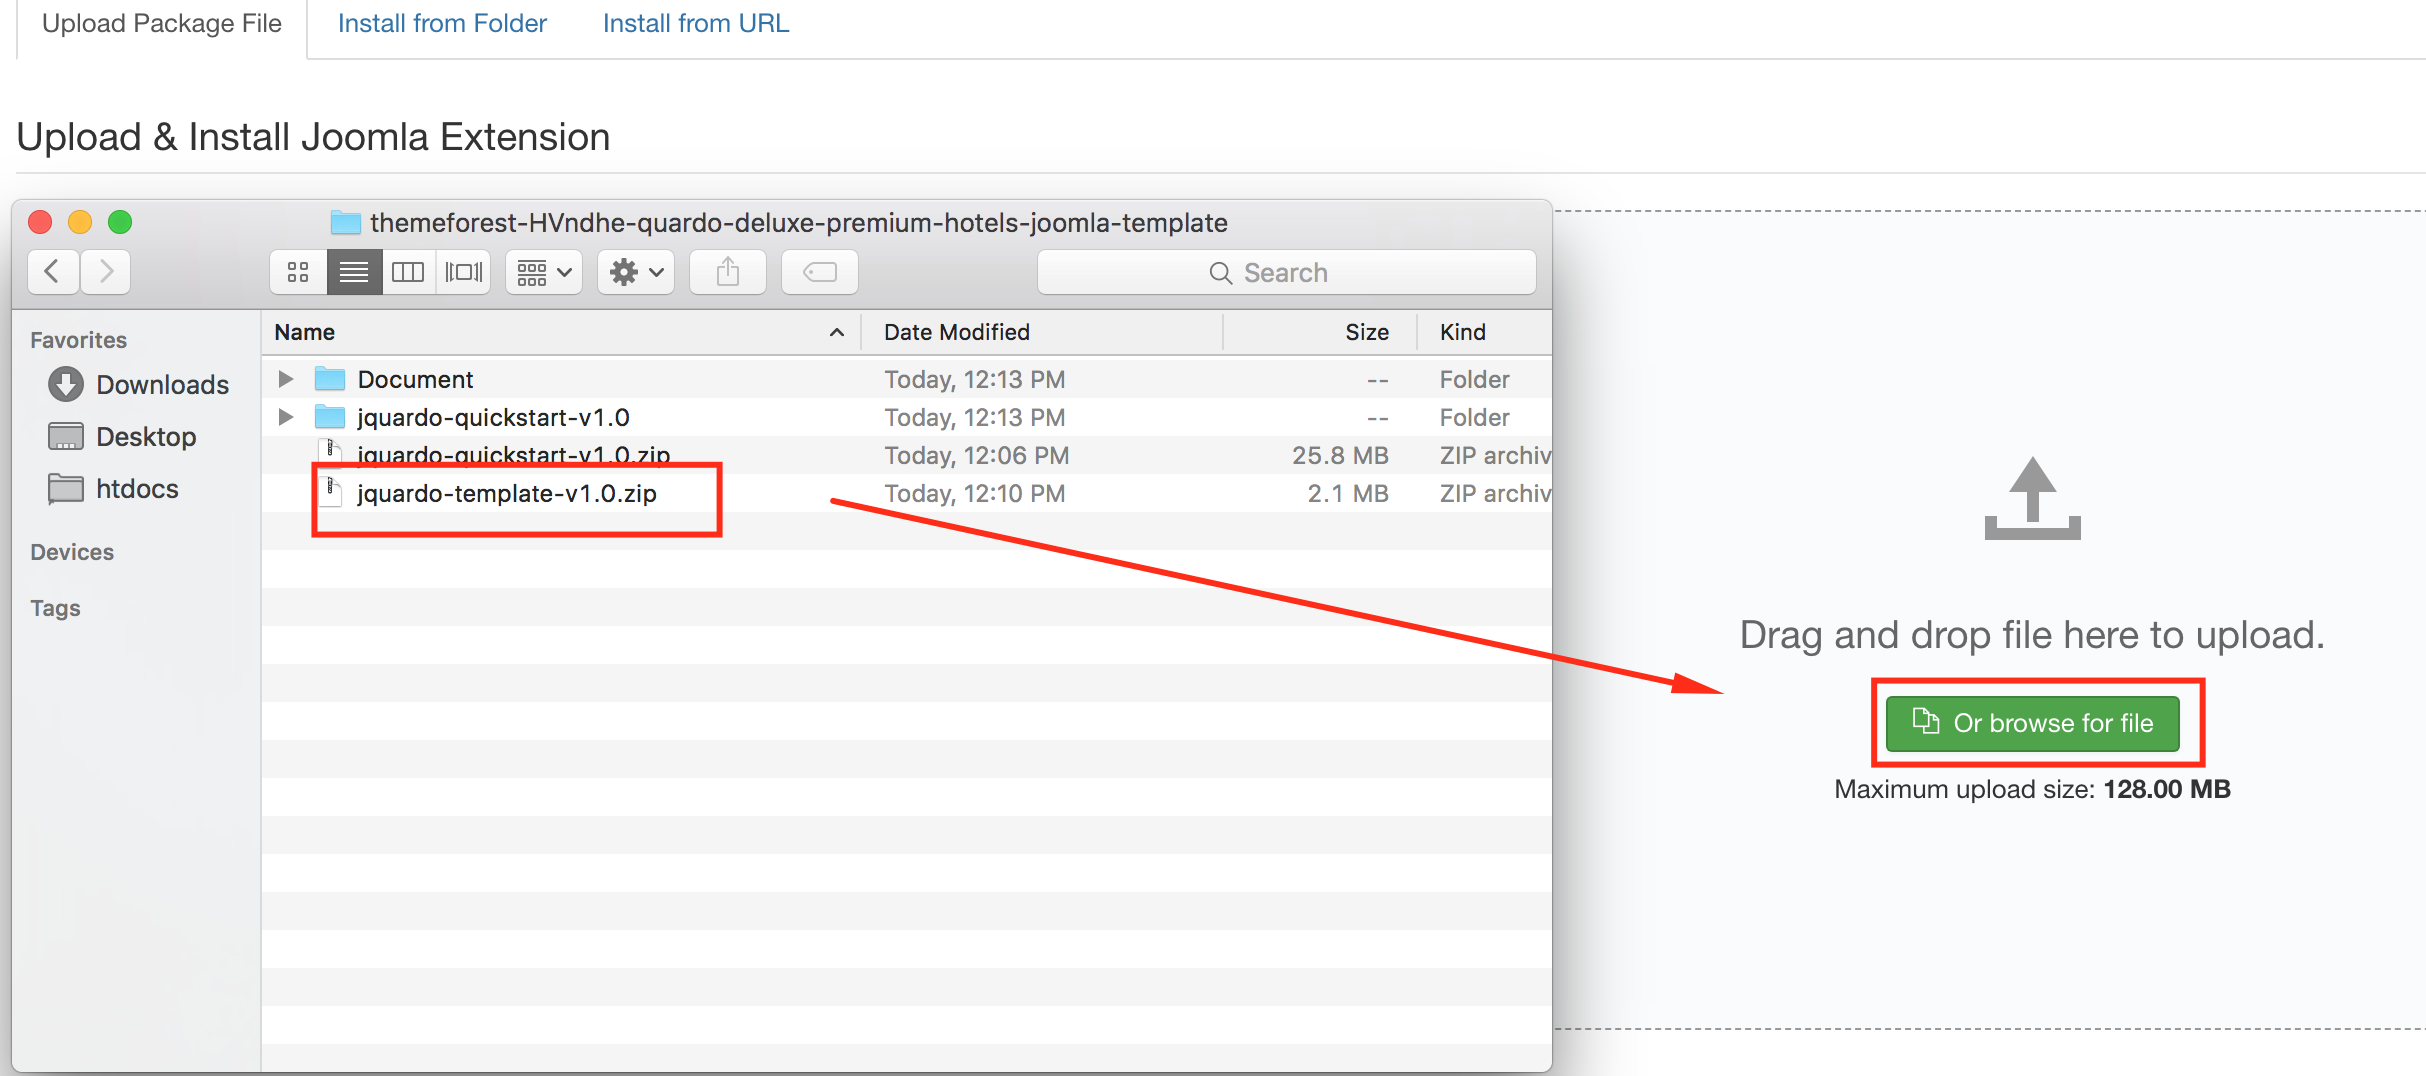 Upload Package File Install from Folder Install from URL
Upload & Install Joomla Extension
themeforest-HVndhe-quardo-deluxe-premium-hotels-joomla-template
Search
Favorites
Downloads
Desktop
htdocs
Devices
Tags
Name Date Modified Size Kind
Document Today, 12:13 PM -- Folder
jquardo-quickstart-v1.0 Today, 12:13 PM -- Folder
jquardo-quickstart-v1.0.zip Today, 12:06 PM 25.8 MB ZIP archiv
jquardo-template-v1.0.zip Today, 12:10 PM 2.1 MB ZIP archiv
Drag and drop file here to upload.
Or browse for file
Maximum upload size: 128.00 MB